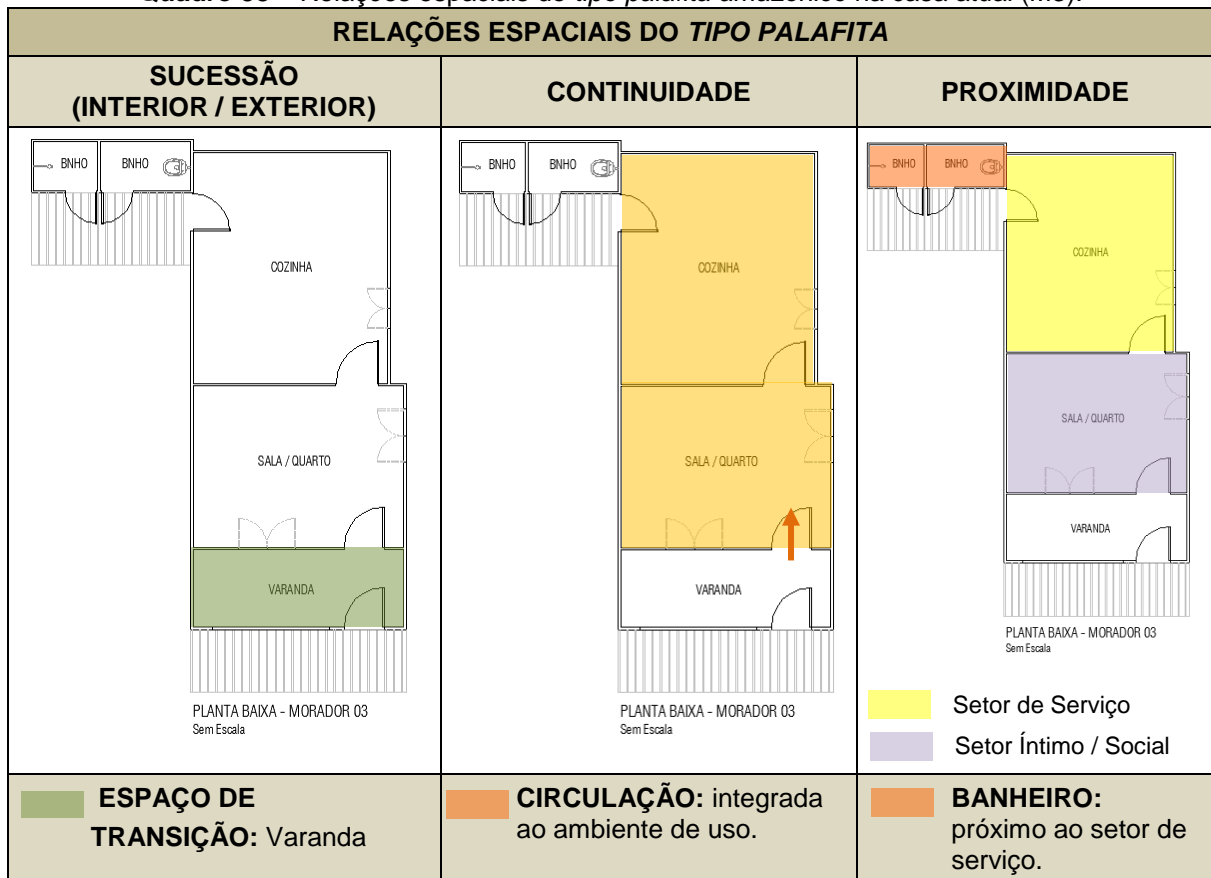 RELAÇÕES ESPACIAIS DO TIPO PALAFITA
SUCESSÃO
(INTERIOR / EXTERIOR)
CONTINUIDADE
PROXIMIDADE
BNHO
BNHO
COZINHA
SALA / QUARTO
VARANDA
PLANTA BAIXA - MORADOR 03
Sem Escala
BNHO
BNHO
COZINHA
SALA / QUARTO
VARANDA
PLANTA BAIXA - MORADOR 03
Sem Escala
BNHO
BNHO
COZINHA
SALA / QUARTO
VARANDA
PLANTA BAIXA - MORADOR 03
Sem Escala
Setor de Serviço
Setor Íntimo / Social
ESPAÇO DE
TRANSIÇÃO: Varanda
CIRCULAÇÃO: integrada
ao ambiente de uso.
BANHEIRO:
próximo ao setor de
serviço.